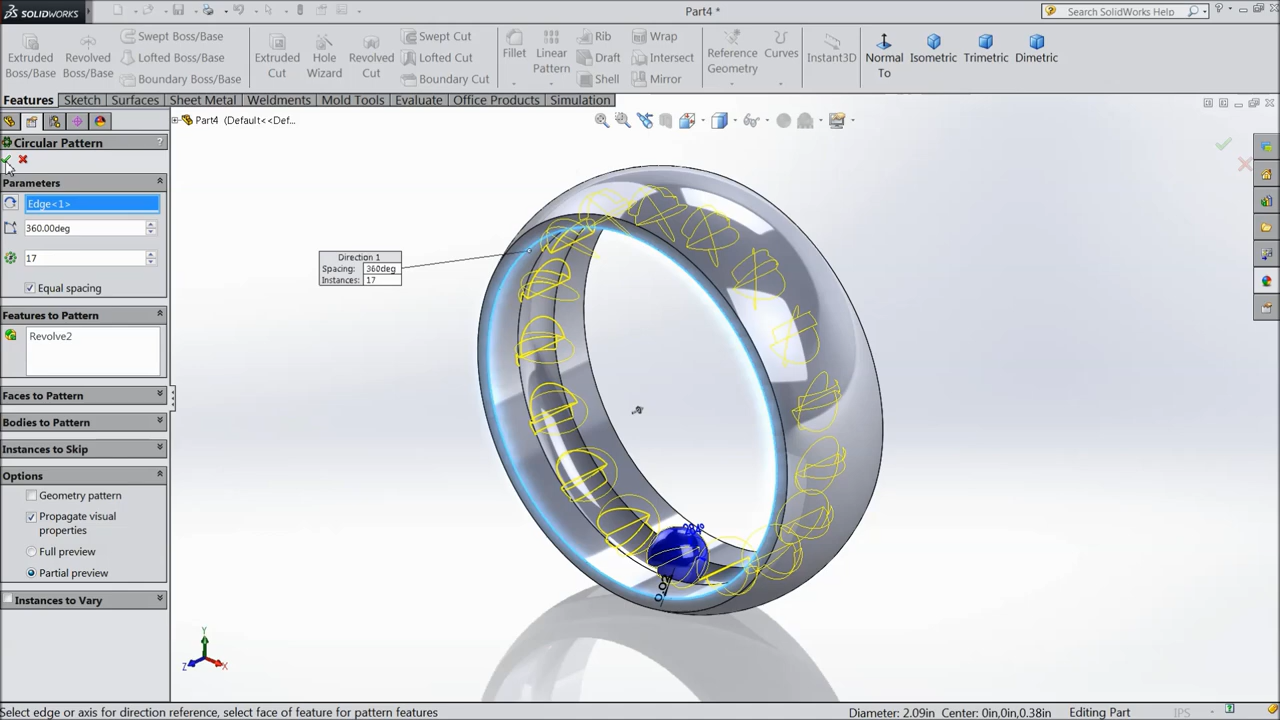 SOLIDWORKS
Part4 *
Search SolidWorks Help
Extruded Boss/Base
Revolved Boss/Base
Swept Boss/Base
Lofted Boss/Base
Boundary Boss/Base
Extruded Cut
Hole Wizard
Revolved Cut
Swept Cut
Lofted Cut
Boundary Cut
Fillet
Linear Pattern
Rib
Draft
Shell
Wrap
Intersect
Mirror
Reference Geometry
Curves
Instant3D
Normal To
Isometric
Trimetric
Dimetric
Features
Sketch
Surfaces
Sheet Metal
Weldments
Mold Tools
Evaluate
Office Products
Simulation
Part4 (Default<<Def...
Circular Pattern
?
Parameters
Edge<1>
360.00deg
17
Equal spacing
Features to Pattern
Revolve2
Faces to Pattern
Bodies to Pattern
Instances to Skip
Options
Geometry pattern
Propagate visual
properties
Full preview
Partial preview
Instances to Vary
Direction 1
Spacing: 360deg
Instances: 17
Y
Z
X
Select edge or axis for direction reference, select face of feature for pattern features
Diameter: 2.09in Center: 0in,0in,0.38in
Editing Part
IPS